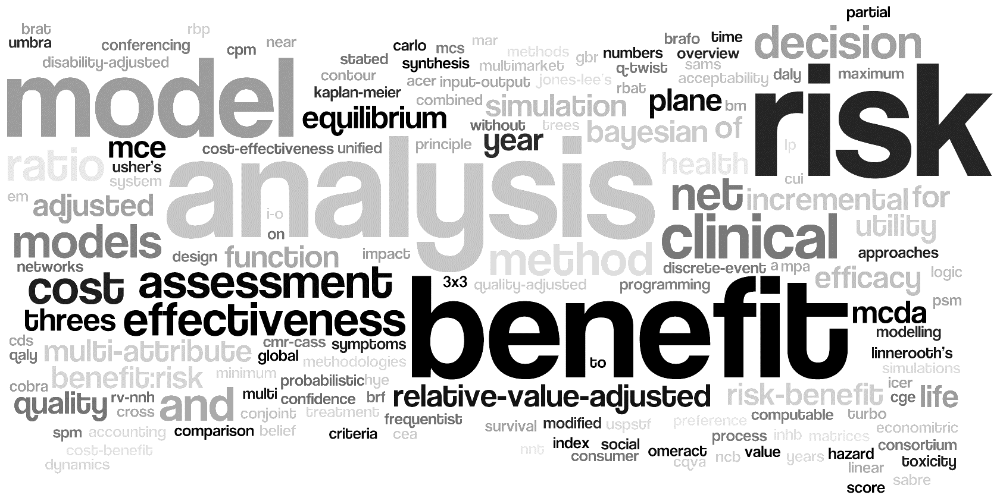 partial
brat
rbp
umbra
conferencing
cpm
near
carlo
mcs
mar
methods
brafo
time
decision
disability-adjusted
stated
synthesis
multimarket
gbr
numbers
overview
q-twist
sams
model
contour
acer
input-output
jones-lee's
acceptability
daly
maximum
risk
kaplan-meier
combined
simulation
rbat
plane
bm
equilibrium
without
trees
bayesian
of
mce
cost-effectiveness
unified
principle
year
lp
ratio
usher's
system
analysis
health
cui
em
adjusted
i-o
net
incremental
for
models
on
clinical
utility
networks
design
function
impact
method
discrete-event
a
mpa
approaches
cost
assessment
3x3
quality-adjusted
programming
efficacy
logic
threes
effectiveness
benefit
mcda
psm
modelling
cds
qaly
multi-attribute
cmr-cass
symptoms
global
methodologies
to
linnerooth's
simulations
cobra
benefit:risk
minimum
probabilistic
hye
icer
quality
rv-nnh
cross
and
multi
confidence
brf
relative-value-adjusted
risk-benefit
cge
life
conjoint
treatment
frequentist
computable
turbo
spm
accounting
comparison
belief
criteria
cea
survival
modified
uspstf
preference
economitric
cost-benefit
nnt
index
social
process
inhb
matrices
consortium
dynamics
consumer
omeract
cqva
ncb
value
years
hazard
toxicity
linear
sabre
score